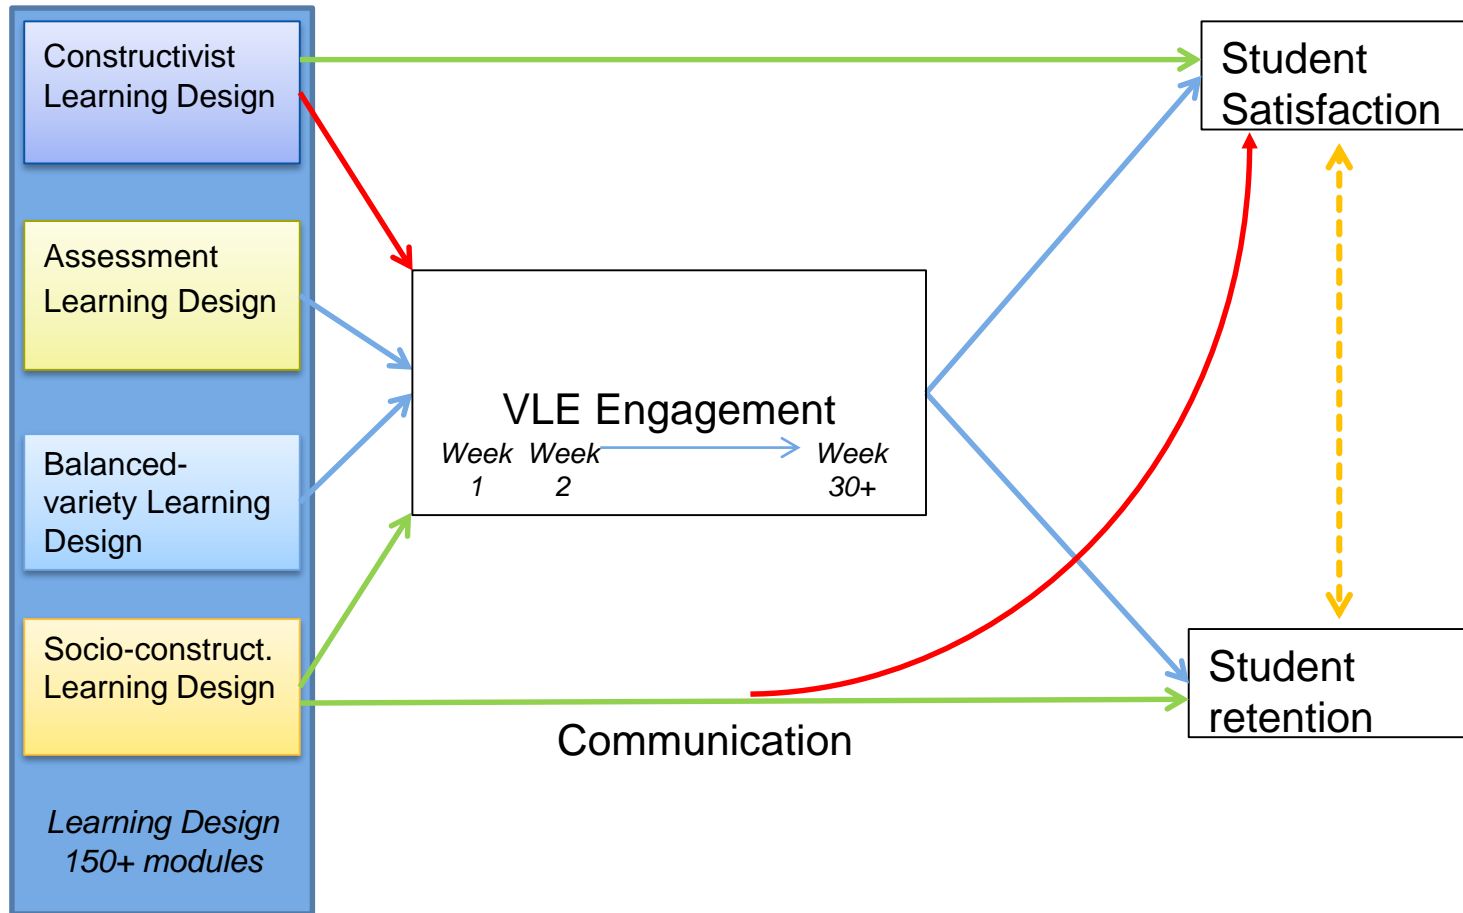 Constructivist
Learning Design
Assessment
Learning Design
Balanced-
variety Learning
Design
Socio-construct.
Learning Design
Learning Design
150+ modules
VLE Engagement
Week Week Week
1 2 30+
Communication
Student
Satisfaction
Student
retention